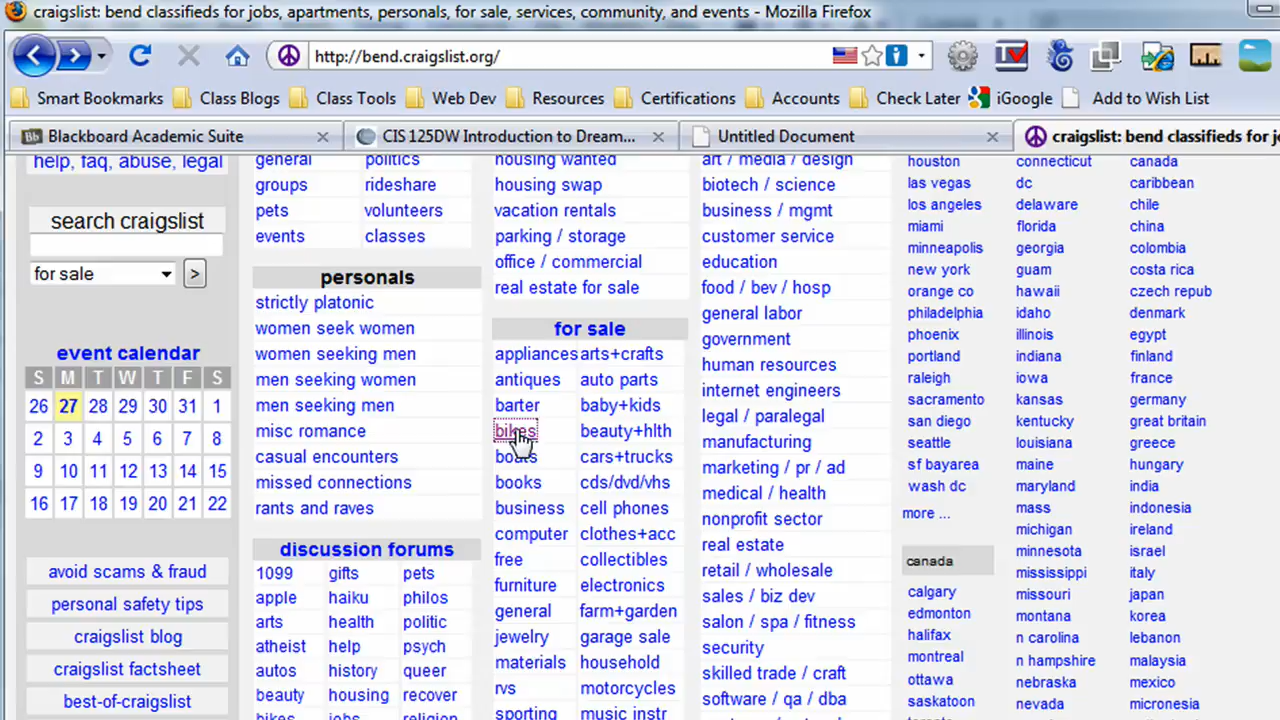 craigslist: bend classifieds for jobs, apartments, personals, for sale, services, community, and events - Mozilla Firefox
http://bend.craigslist.org/
Smart Bookmarks Class Blogs Class Tools Web Dev Resources Certifications Accounts Check Later iGoogle Add to Wish List
Bb Blackboard Academic Suite
CIS 125DW Introduction to Dream...
Untitled Document
craigslist: bend classifieds for jo
help, faq, abuse, legal
search craigslist
for sale >
event calendar
S M T W T F S
26 27 28 29 30 31 1
2 3 4 5 6 7 8
9 10 11 12 13 14 15
16 17 18 19 20 21 22
avoid scams & fraud
personal safety tips
craigslist blog
craigslist factsheet
best-of-craigslist
general politics
groups rideshare
pets volunteers
events classes
personals
strictly platonic
women seek women
women seeking men
men seeking women
men seeking men
misc romance
casual encounters
missed connections
rants and raves
discussion forums
1099 gifts pets
apple haiku philos
arts health politic
atheist help psych
autos history queer
beauty housing recover
bikes jobs religion
housing wanted
housing swap
vacation rentals
parking / storage
office / commercial
real estate for sale
for sale
appliances arts+crafts
antiques auto parts
barter baby+kids
bikes beauty+hlth
boats cars+trucks
books cds/dvd/vhs
business cell phones
computer clothes+acc
free collectibles
furniture electronics
general farm+garden
jewelry garage sale
materials household
rvs motorcycles
sporting music instr
art / media / design
biotech / science
business / mgmt
customer service
education
food / bev / hosp
general labor
government
human resources
internet engineers
legal / paralegal
manufacturing
marketing / pr / ad
medical / health
nonprofit sector
real estate
retail / wholesale
sales / biz dev
salon / spa / fitness
security
skilled trade / craft
software / qa / dba
houston
las vegas
los angeles
miami
minneapolis
new york
orange co
philadelphia
phoenix
portland
raleigh
sacramento
san diego
seattle
sf bayarea
wash dc
more ...
canada
calgary
edmonton
halifax
montreal
ottawa
saskatoon
connecticut
dc
delaware
florida
georgia
guam
hawaii
idaho
illinois
indiana
iowa
kansas
kentucky
louisiana
maine
maryland
mass
michigan
minnesota
mississippi
missouri
montana
n carolina
n hampshire
nebraska
nevada
canada
caribbean
chile
china
colombia
costa rica
czech repub
denmark
egypt
finland
france
germany
great britain
greece
hungary
india
indonesia
ireland
israel
italy
japan
korea
lebanon
malaysia
mexico
micronesia